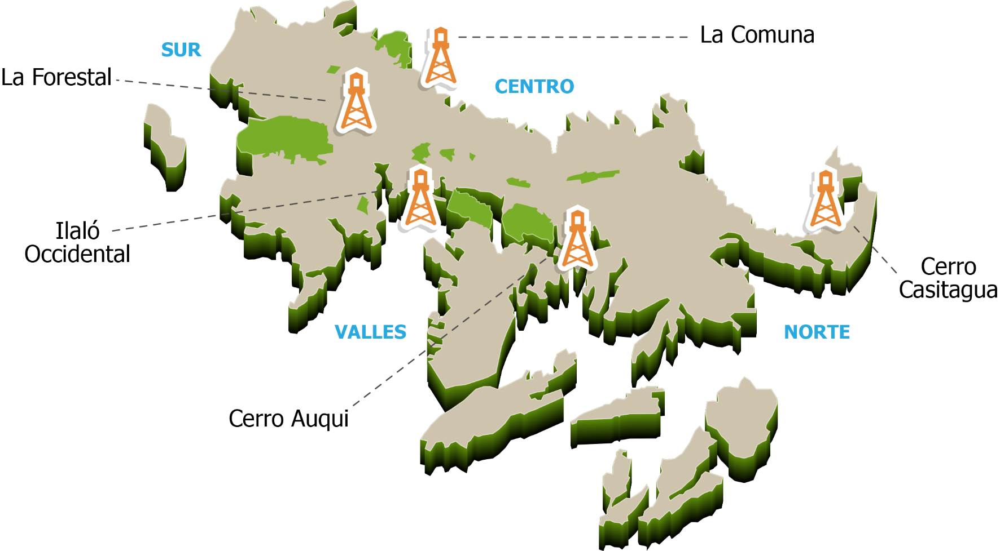 La Comuna
SUR
La Forestal
CENTRO
Ilaló
Occidental
Cerro
Casitagua
VALLES
NORTE
Cerro Auqui